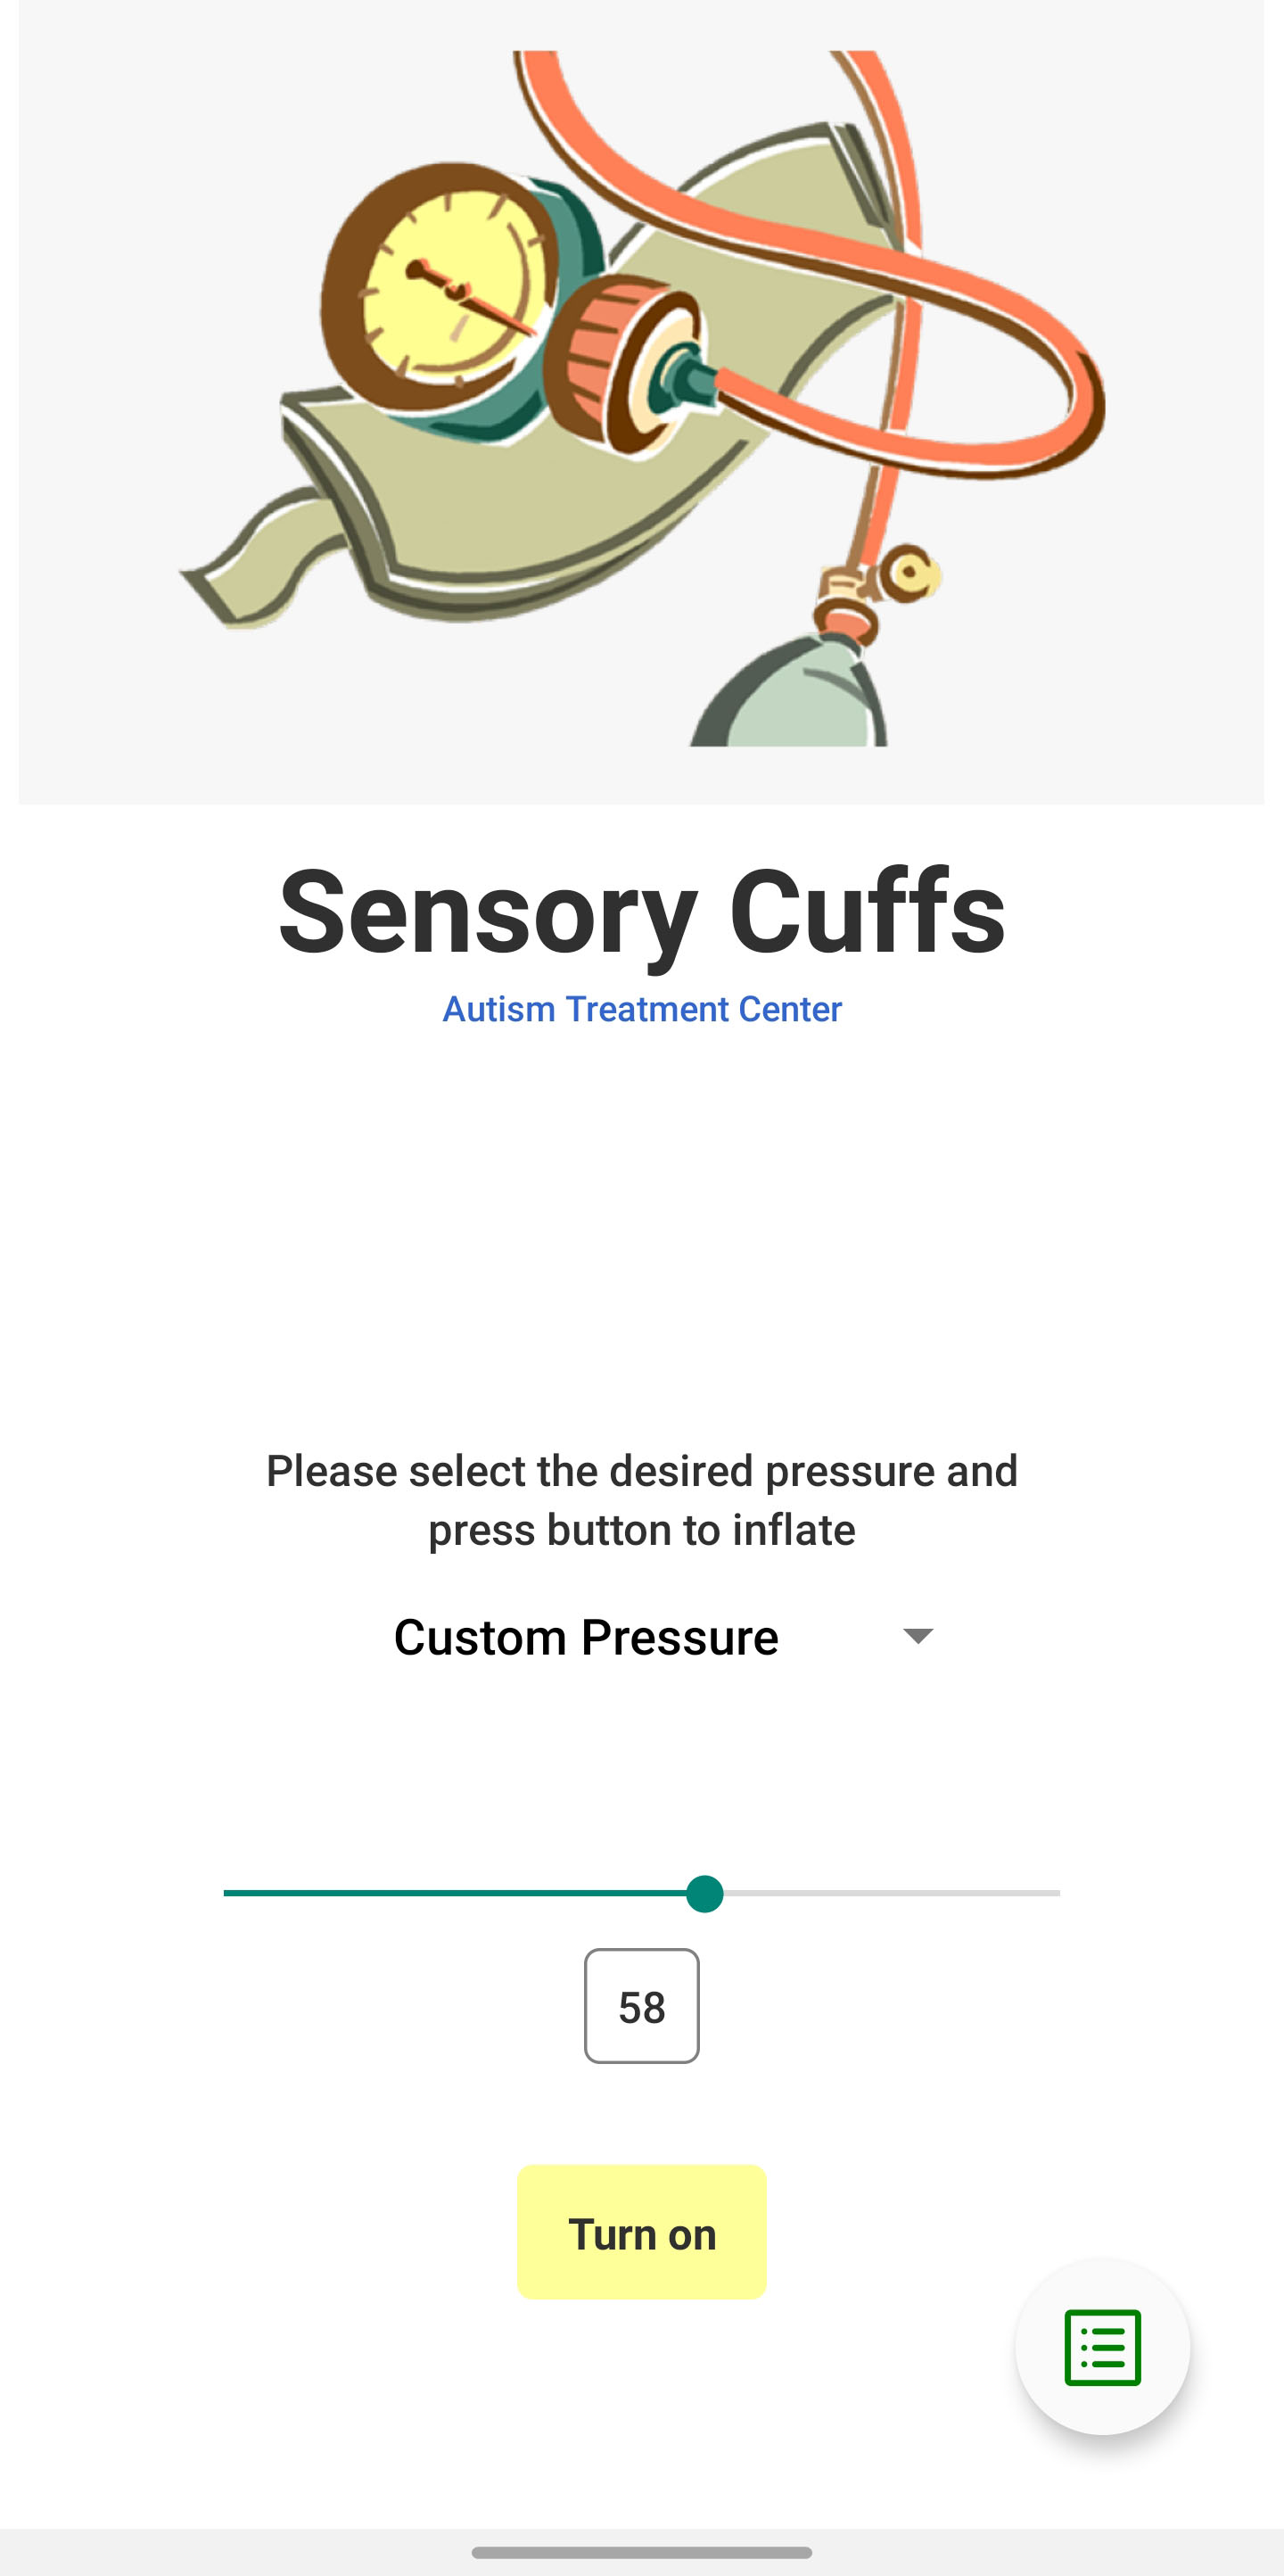 Sensory Cuffs
Autism Treatment Center
Please select the desired pressure and
press button to inflate
Custom Pressure
58
Turn on